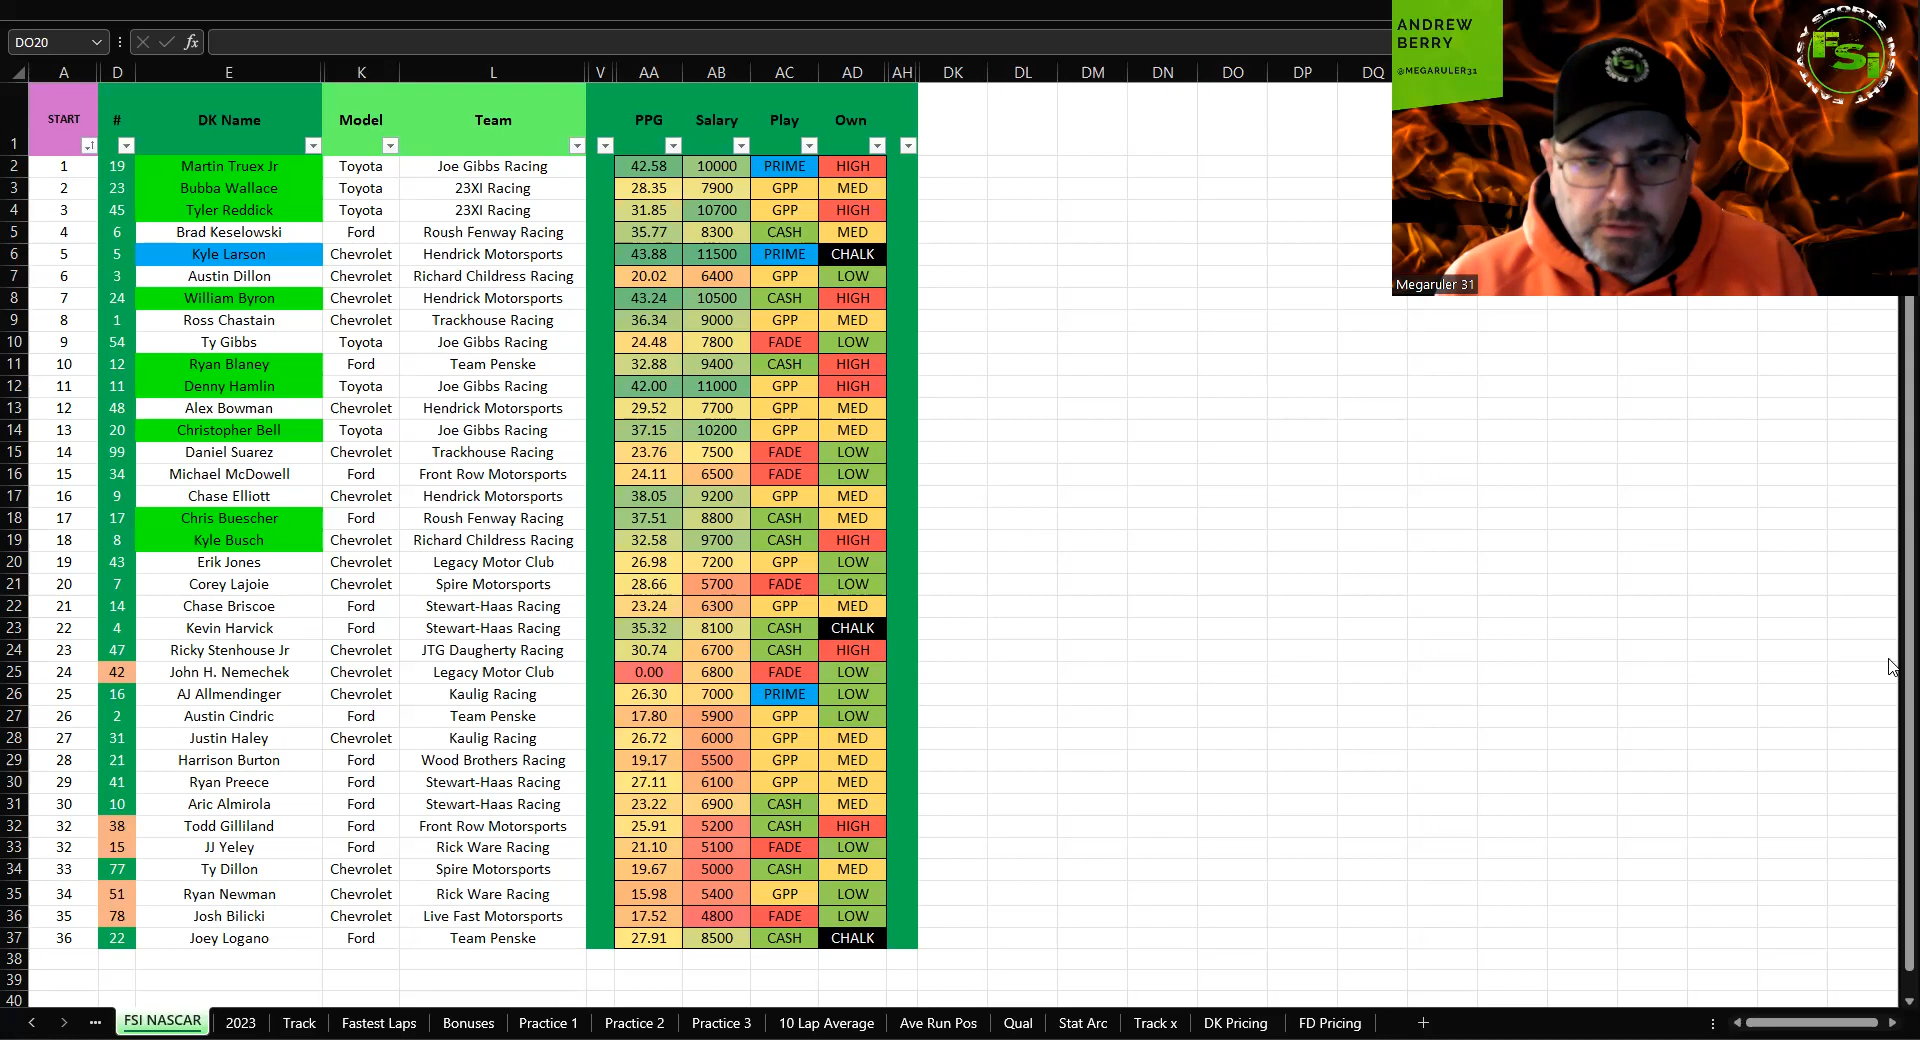 DO20
fx
A D E K L V AA AB AC AD AH DK DL DM DN DO DP DQ
1 START # DK Name Model Team PPG Salary Play Own
2 1 19 Martin Truex Jr Toyota Joe Gibbs Racing 42.58 10000 PRIME HIGH
3 2 23 Bubba Wallace Toyota 23XI Racing 28.35 7900 GPP MED
4 3 45 Tyler Reddick Toyota 23XI Racing 31.85 10700 GPP HIGH
5 4 6 Brad Keselowski Ford Roush Fenway Racing 35.77 8300 CASH MED
6 5 5 Kyle Larson Chevrolet Hendrick Motorsports 43.88 11500 PRIME CHALK
7 6 3 Austin Dillon Chevrolet Richard Childress Racing 20.02 6400 GPP LOW
8 7 24 William Byron Chevrolet Hendrick Motorsports 43.24 10500 CASH HIGH
9 8 1 Ross Chastain Chevrolet Trackhouse Racing 36.34 9000 GPP MED
10 9 54 Ty Gibbs Toyota Joe Gibbs Racing 24.48 7800 FADE LOW
11 10 12 Ryan Blaney Ford Team Penske 32.88 9400 CASH HIGH
12 11 11 Denny Hamlin Toyota Joe Gibbs Racing 42.00 11000 GPP HIGH
13 12 48 Alex Bowman Chevrolet Hendrick Motorsports 29.52 7700 GPP MED
14 13 20 Christopher Bell Toyota Joe Gibbs Racing 37.15 10200 GPP MED
15 14 99 Daniel Suarez Chevrolet Trackhouse Racing 23.76 7500 FADE LOW
16 15 34 Michael McDowell Ford Front Row Motorsports 24.11 6500 FADE LOW
17 16 9 Chase Elliott Chevrolet Hendrick Motorsports 38.05 9200 GPP MED
18 17 17 Chris Buescher Ford Roush Fenway Racing 37.51 8800 CASH MED
19 18 8 Kyle Busch Chevrolet Richard Childress Racing 32.58 9700 CASH HIGH
20 19 43 Erik Jones Chevrolet Legacy Motor Club 26.98 7200 GPP LOW
21 20 7 Corey Lajoie Chevrolet Spire Motorsports 28.66 5700 FADE LOW
22 21 14 Chase Briscoe Ford Stewart-Haas Racing 23.24 6300 GPP MED
23 22 4 Kevin Harvick Ford Stewart-Haas Racing 35.32 8100 CASH CHALK
24 23 47 Ricky Stenhouse Jr Chevrolet JTG Daugherty Racing 30.74 6700 CASH HIGH
25 24 42 John H. Nemechek Chevrolet Legacy Motor Club 0.00 6800 FADE LOW
26 25 16 AJ Allmendinger Chevrolet Kaulig Racing 26.30 7000 PRIME LOW
27 26 2 Austin Cindric Ford Team Penske 17.80 5900 GPP LOW
28 27 31 Justin Haley Chevrolet Kaulig Racing 26.72 6000 GPP MED
29 28 21 Harrison Burton Ford Wood Brothers Racing 19.17 5500 GPP MED
30 29 41 Ryan Preece Ford Stewart-Haas Racing 27.11 6100 GPP MED
31 30 10 Aric Almirola Ford Stewart-Haas Racing 23.22 6900 CASH MED
32 32 38 Todd Gilliland Ford Front Row Motorsports 25.91 5200 CASH HIGH
33 32 15 JJ Yeley Ford Rick Ware Racing 21.10 5100 FADE LOW
34 33 77 Ty Dillon Chevrolet Spire Motorsports 19.67 5000 CASH MED
35 34 51 Ryan Newman Chevrolet Rick Ware Racing 15.98 5400 GPP LOW
36 35 78 Josh Bilicki Chevrolet Live Fast Motorsports 17.52 4800 FADE LOW
37 36 22 Joey Logano Ford Team Penske 27.91 8500 CASH CHALK
38
39
40
FSI NASCAR 2023 Track Fastest Laps Bonuses Practice 1 Practice 2 Practice 3 10 Lap Average Ave Run Pos Qual Stat Arc Track x DK Pricing FD Pricing
ANDREW
BERRY
@MEGARULER31
FANTASY SPORTS INSIGHT
FSi
FSi
Megaruler 31